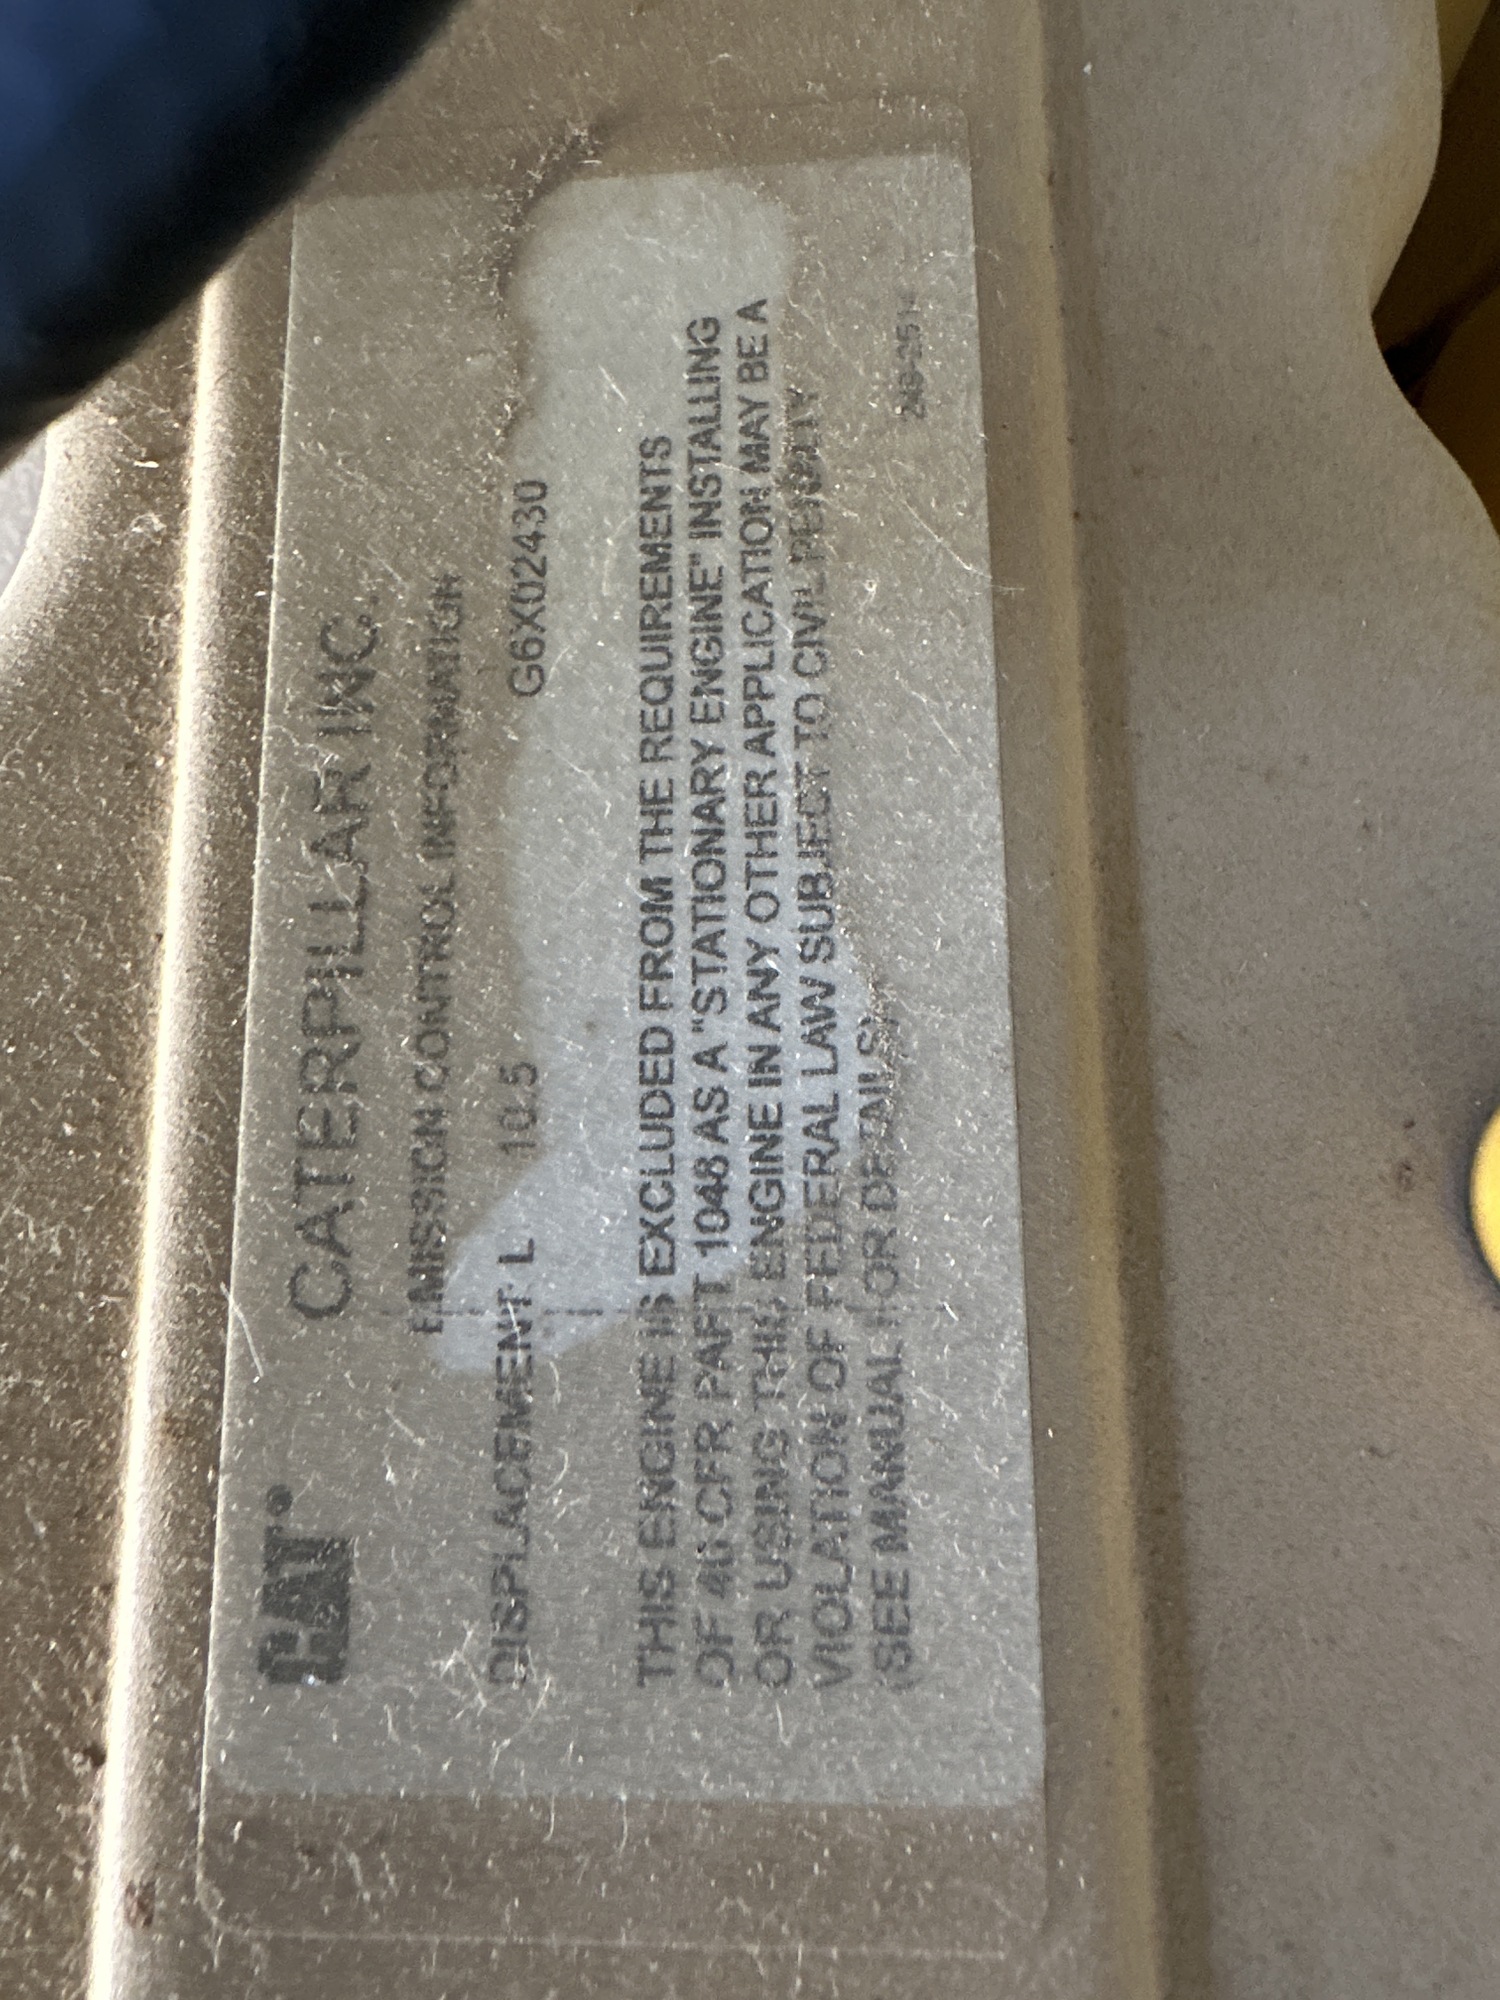 CAT® CATERPILLAR INC.
EMISSION CONTROL INFORMATION
DISPLACEMENT L 10.5 G6X02430
THIS ENGINE IS EXCLUDED FROM THE REQUIREMENTS
OF 40 CFR PART 1048 AS A "STATIONARY ENGINE" INSTALLING
OR USING THIS ENGINE IN ANY OTHER APPLICATION MAY BE A
VIOLATION OF FEDERAL LAW SUBJECT TO CIVIL PENALTY
(SEE MANUAL FOR DETAILS)